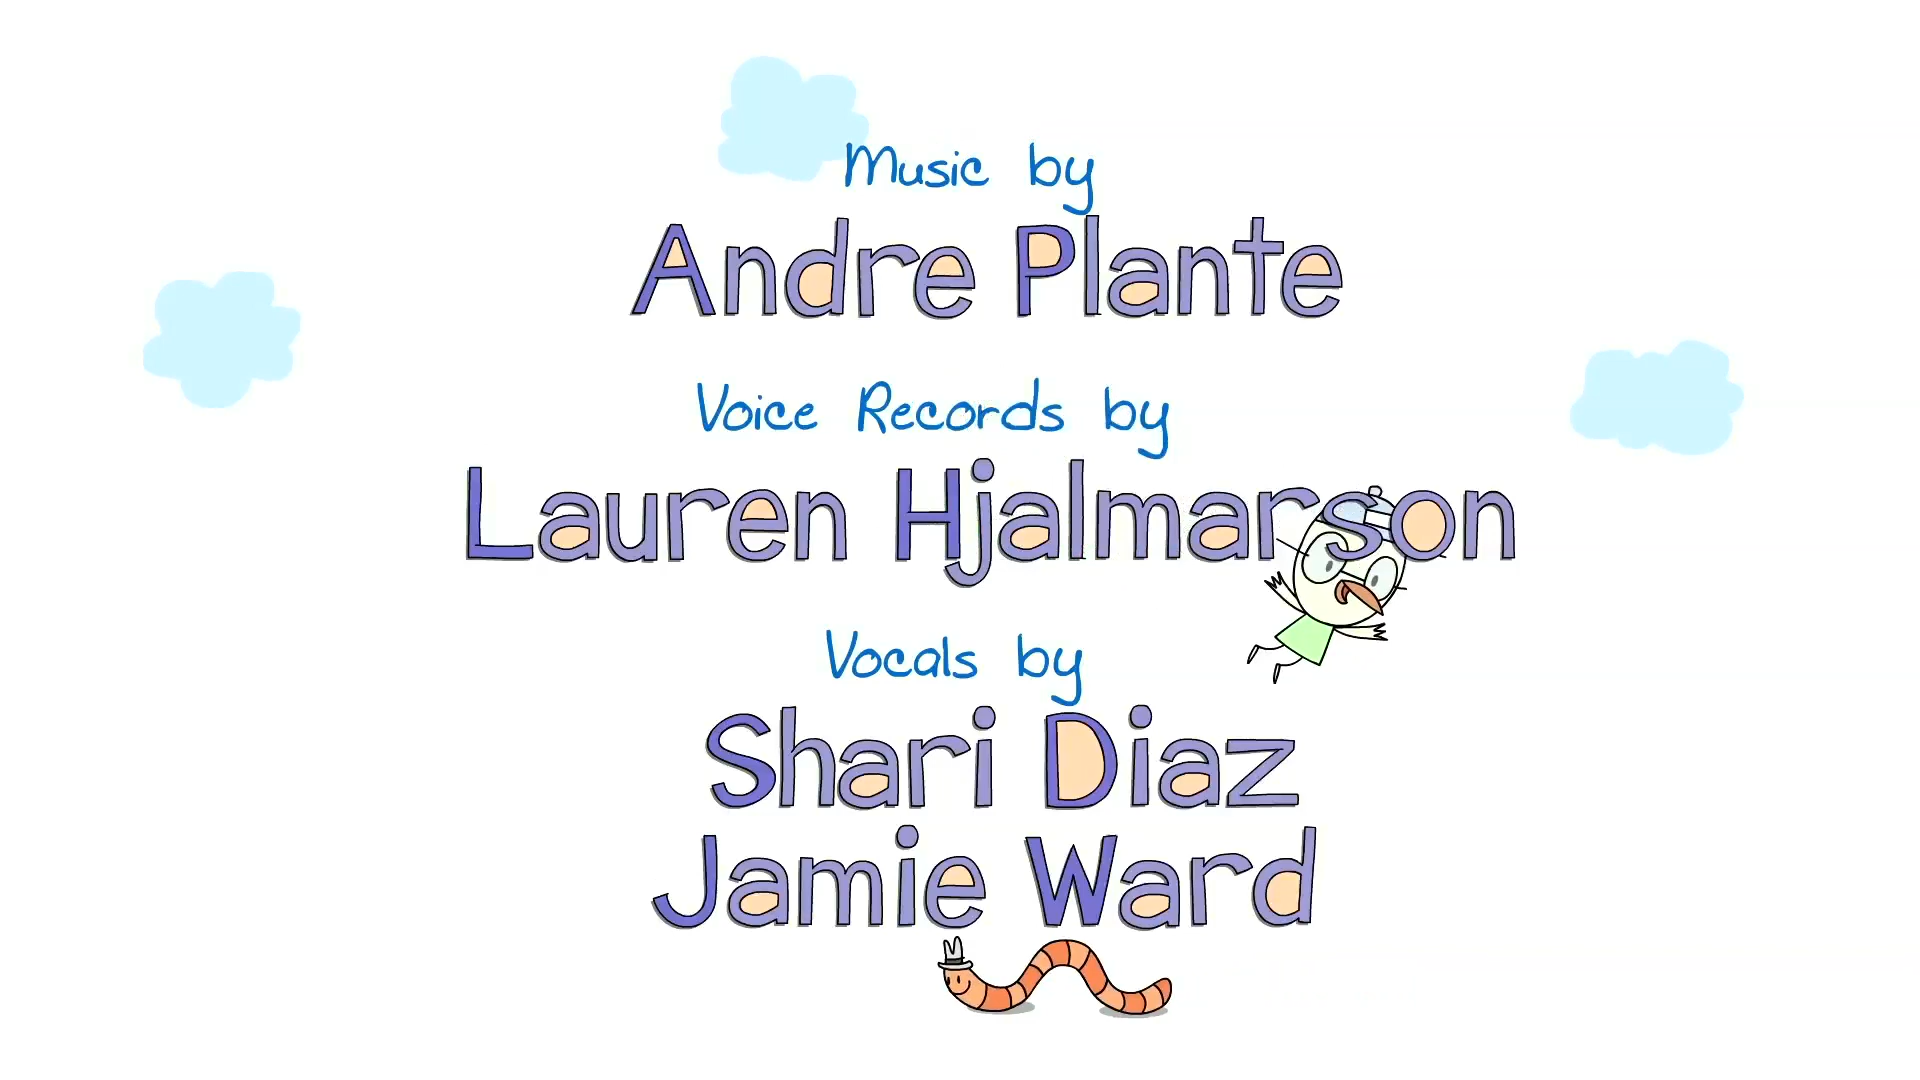 Music by
Andre Plante
Voice Records by
Lauren Hjalmarson
Vocals by
Shari Diaz
Jamie Ward